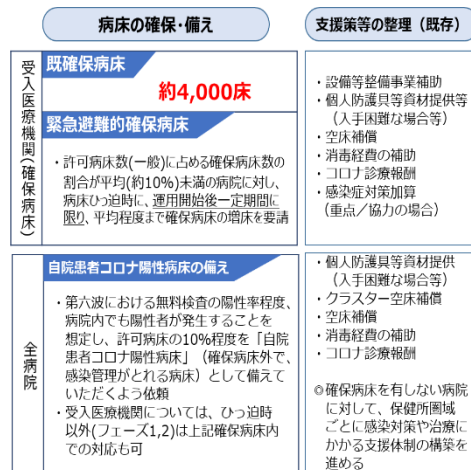 病床の確保・備え
支援策等の整理（既存）
受入医療機関(確保病床)
既確保病床
約4,000床
緊急避難的確保病床
・許可病床数(一般)に占める確保病床数の
割合が平均(約10%)未満の病院に対し、
病床ひっ迫時に、運用開始後一定期間に
限り、平均程度まで確保病床の増床を要請
・設備等整備事業補助
・個人防護具等資材提供等
（入手困難な場合等）
・空床補償
・消毒経費の補助
・コロナ診療報酬
・感染症対策加算
（重点／協力の場合）
全病院
自院患者コロナ陽性病床の備え
・第六波における無料検査の陽性率程度、
病院内でも陽性者が発生することを
想定し、許可病床の10%程度を「自院
患者コロナ陽性病床」（確保病床外で、
感染管理がとれる病床）として備えて
いただくよう依頼
・受入医療機関については、ひっ迫時
以外(フェーズ1,2)は上記確保病床内
での対応も可
・個人防護具等資材提供
（入手困難な場合等）
・クラスター空床補償
・空床補償
・消毒経費の補助
・コロナ診療報酬
◎確保病床を有しない病院
に対して、保健所圏域
ごとに感染対策や治療に
かかる支援体制の構築を
進める